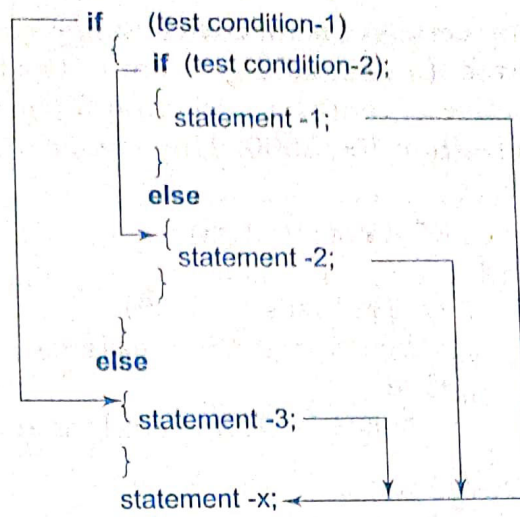 if (test condition-1)
{
if (test condition-2);
{
statement -1;
}
else
{
statement -2;
}
}
else
{
statement -3;
}
statement -x;